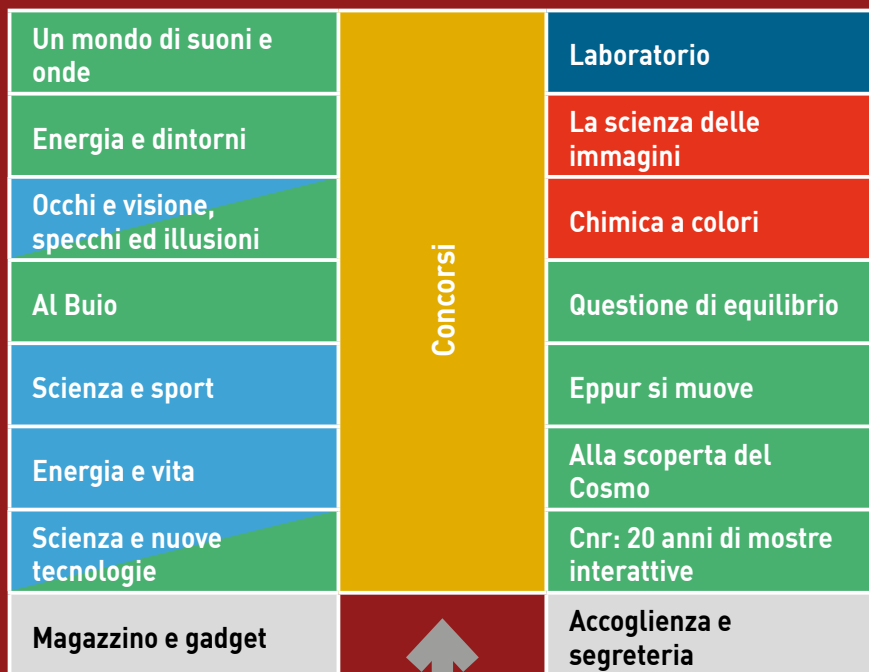 Un mondo di suoni e
onde
Energia e dintorni
Occhi e visione,
specchi ed illusioni
Al Buio
Scienza e sport
Energia e vita
Scienza e nuove
tecnologie
Magazzino e gadget
Concorsi
Laboratorio
La scienza delle
immagini
Chimica a colori
Questione di equilibrio
Eppur si muove
Alla scoperta del
Cosmo
Cnr: 20 anni di mostre
interattive
Accoglienza e
segreteria